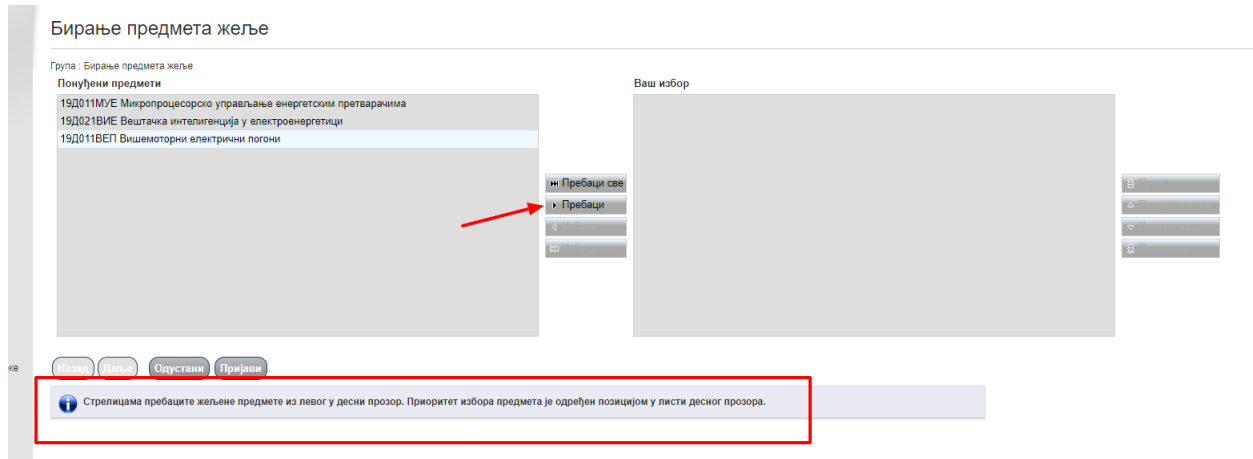 Бирање предмета жеље
Група : Бирање предмета жеље
Понуђени предмети
Ваш избор
19Д011МУЕ Микропроцесорско управљање енергетским претварачима
19Д021ВИЕ Вештачка интелигенција у електроенергетици
19Д011ВЕП Вишемоторни електрични погони
Пребаци све
Пребаци
Назад Даље Одустани Пријави
Стрелицама пребаците жељене предмете из левог у десни прозор. Приоритет избора предмета је одређен позицијом у листи десног прозора.